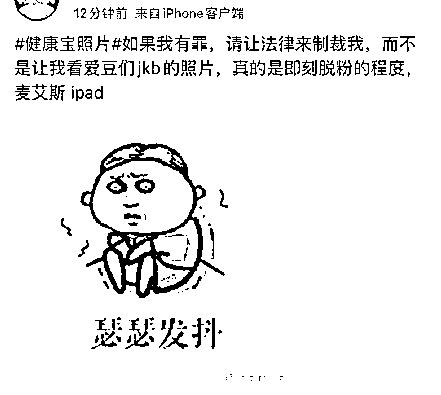 12分钟前 来自iPhone客户端
#健康宝照片#如果我有罪，请让法律来制裁我，而不
是让我看爱豆们jkb的照片，真的是即刻脱粉的程度，
麦艾斯 ipad
瑟瑟发抖